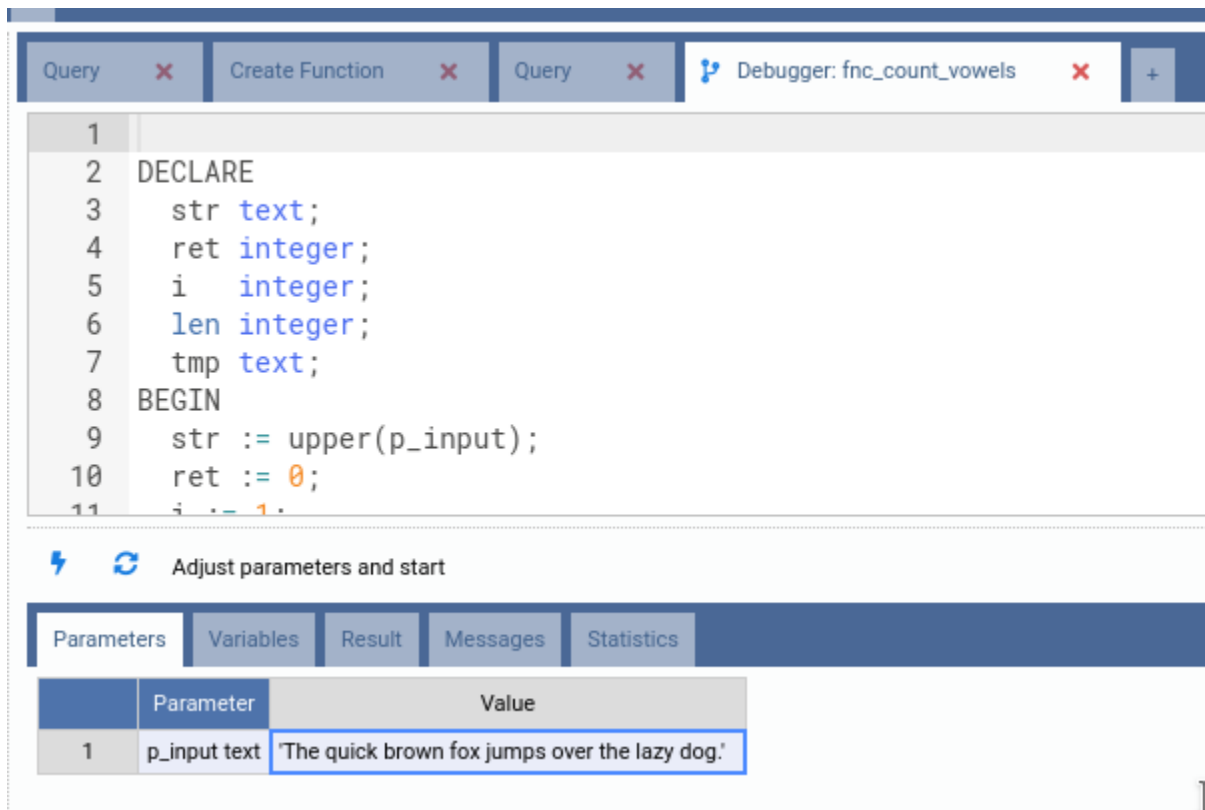 Query Create Function Query Debugger: fnc_count_vowels +
1
2 DECLARE
3   str text;
4   ret integer;
5   i   integer;
6   len integer;
7   tmp text;
8 BEGIN
9   str := upper(p_input);
10   ret := 0;
11   i := 1;
Adjust parameters and start
Parameters Variables Result Messages Statistics
Parameter Value
1 p_input text 'The quick brown fox jumps over the lazy dog.'